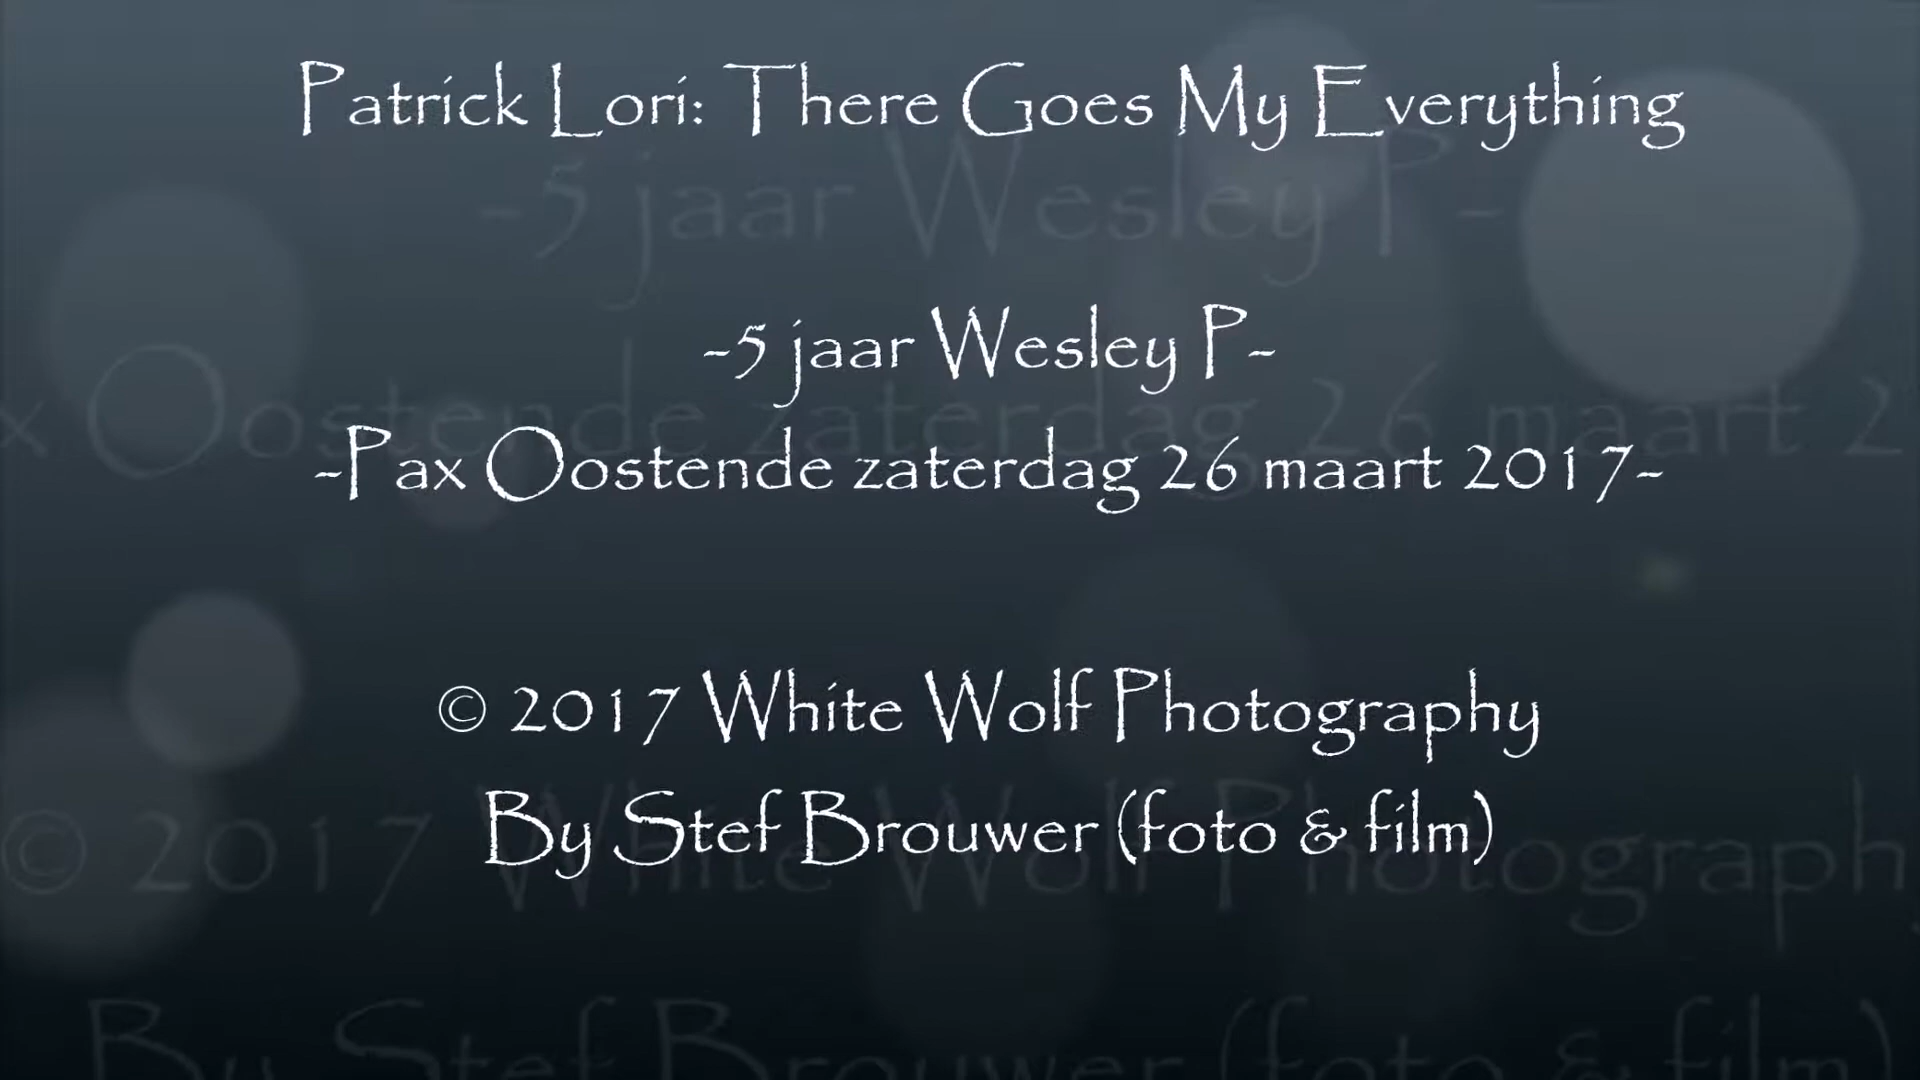 Patrick Lori: There Goes My Everything
-5 jaar Wesley P-
-Pax Oostende zaterdag 26 maart 2017-
© 2017 White Wolf Photography
By Stef Brouwer (foto & film)